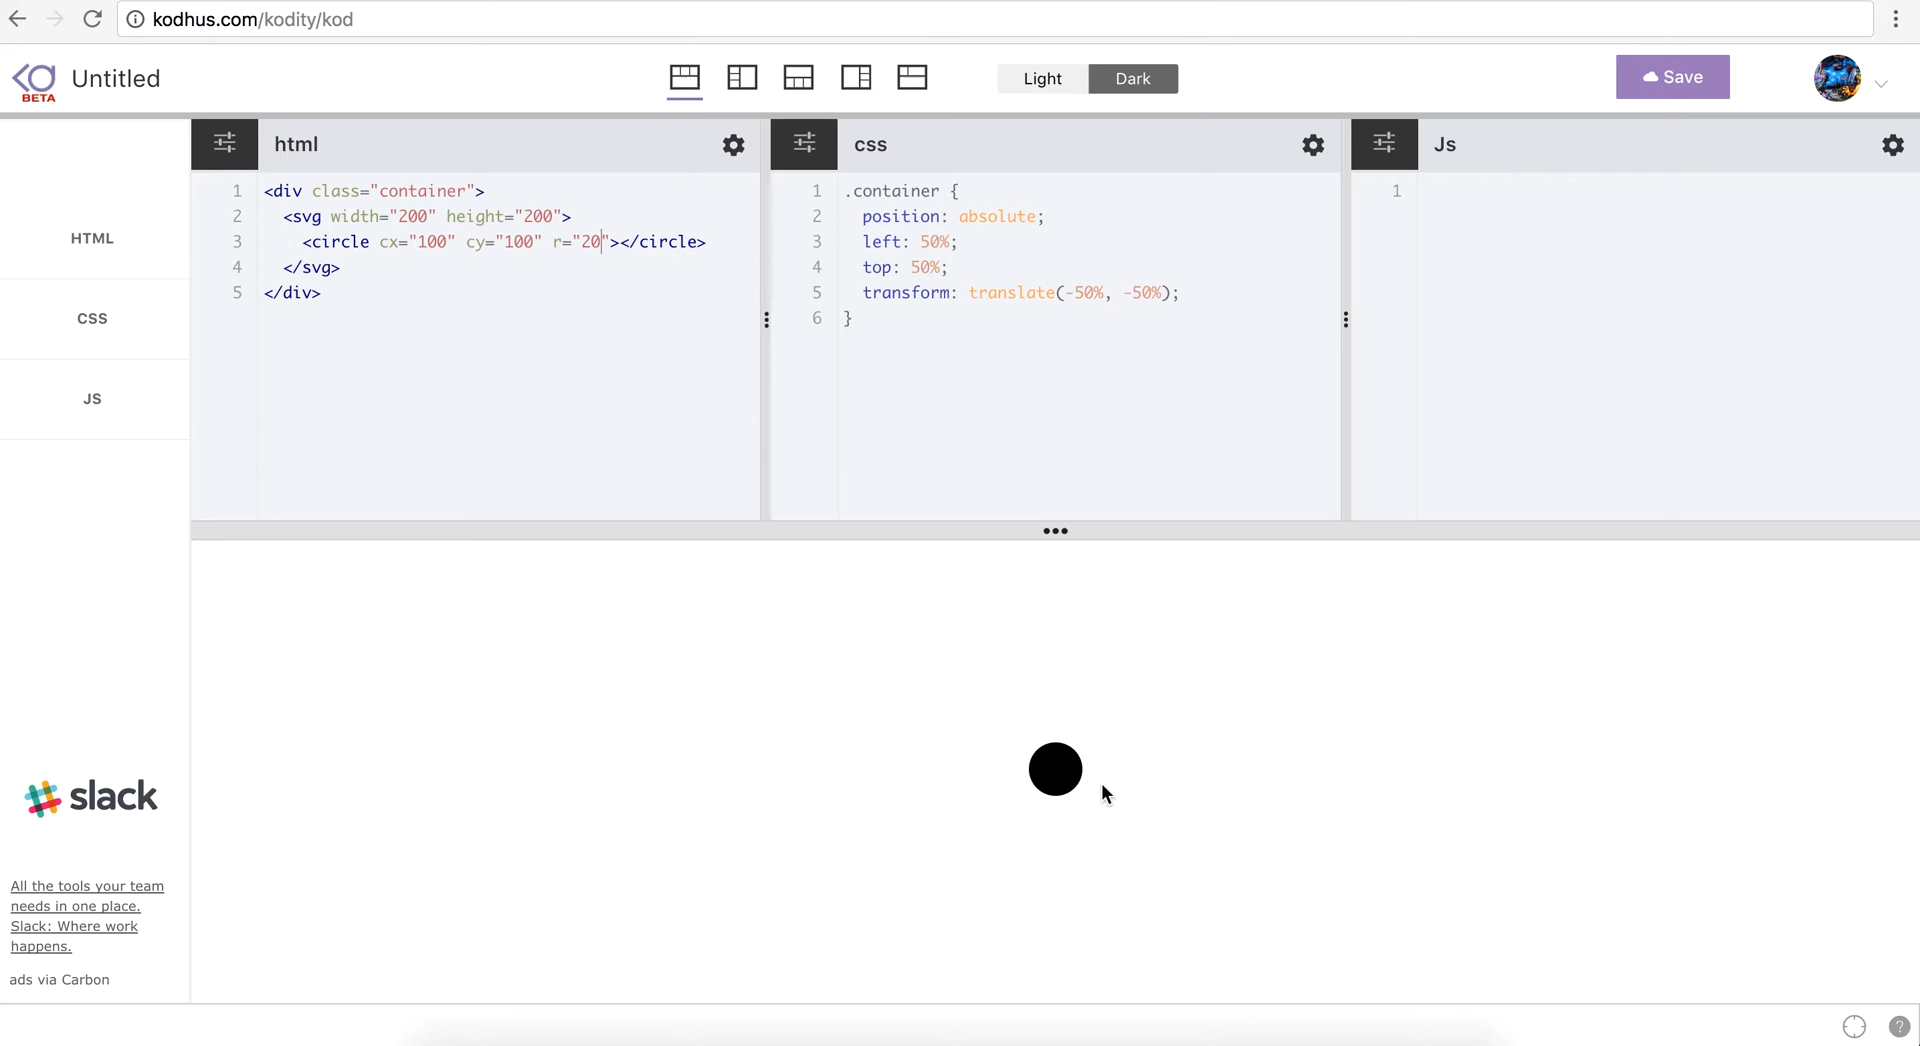 kodhus.com/kodity/kod
BETA
Untitled
Light
Dark
Save
HTML
CSS
JS
html
1 <div class="container">
2 <svg width="200" height="200">
3 <circle cx="100" cy="100" r="20"></circle>
4 </svg>
5 </div>
css
1 .container {
2 position: absolute;
3 left: 50%;
4 top: 50%;
5 transform: translate(-50%, -50%);
6 }
Js
1
slack
All the tools your team
needs in one place.
Slack: Where work
happens.
ads via Carbon
?